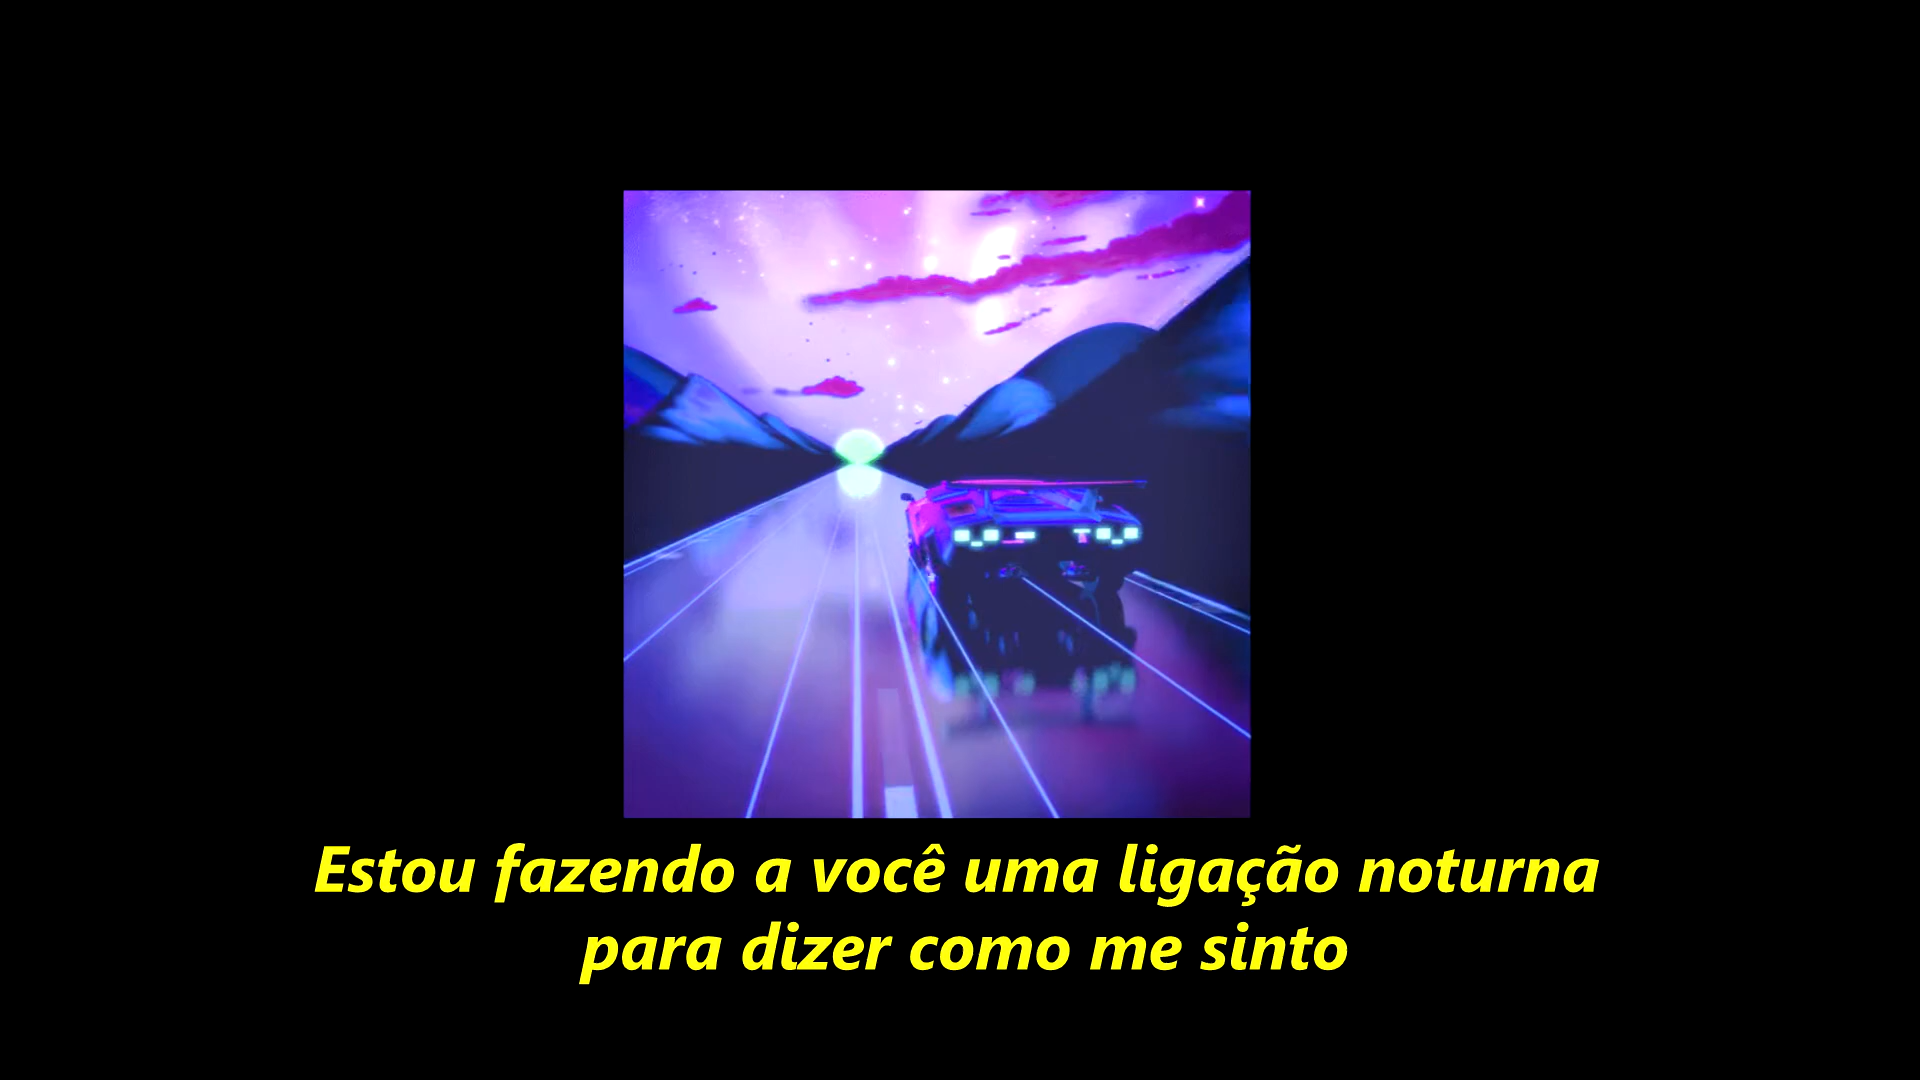 Estou fazendo a você uma ligação noturna
para dizer como me sinto